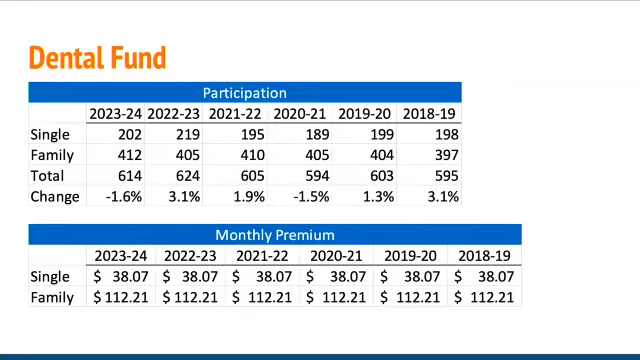 Dental Fund
Participation
2023-24 2022-23 2021-22 2020-21 2019-20 2018-19
Single 202 219 195 189 199 198
Family 412 405 410 405 404 397
Total 614 624 605 594 603 595
Change -1.6% 3.1% 1.9% -1.5% 1.3% 3.1%
Monthly Premium
2023-24 2022-23 2021-22 2020-21 2019-20 2018-19
Single $ 38.07 $ 38.07 $ 38.07 $ 38.07 $ 38.07 $ 38.07
Family $ 112.21 $ 112.21 $ 112.21 $ 112.21 $ 112.21 $ 112.21